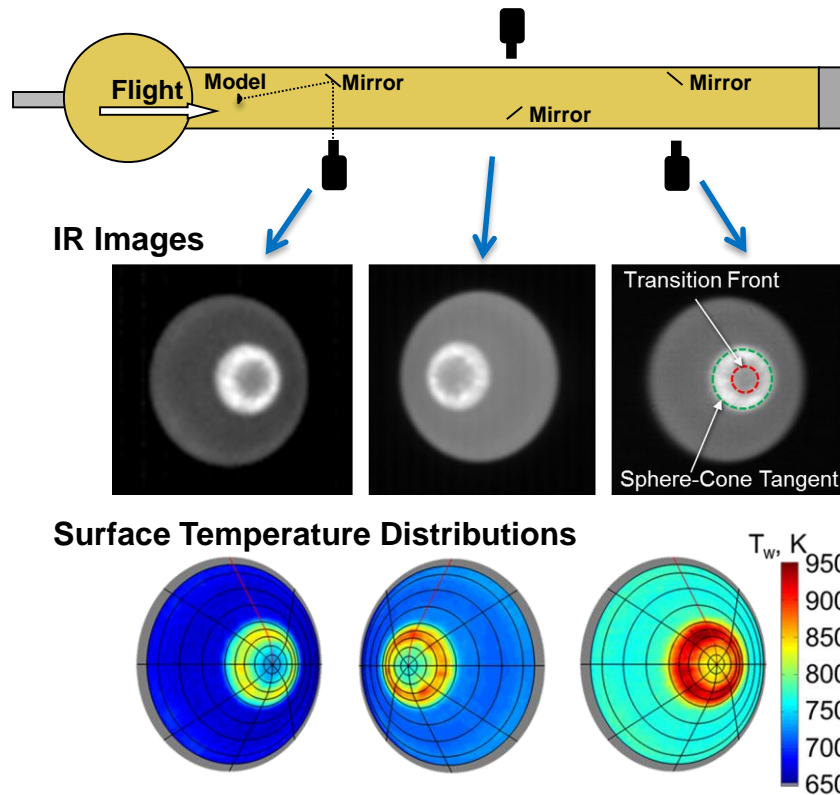 Flight
Model
Mirror
Mirror
Mirror
IR Images
Transition Front
Sphere-Cone Tangent
Surface Temperature Distributions
T_w, K
950
900
850
800
750
700
650